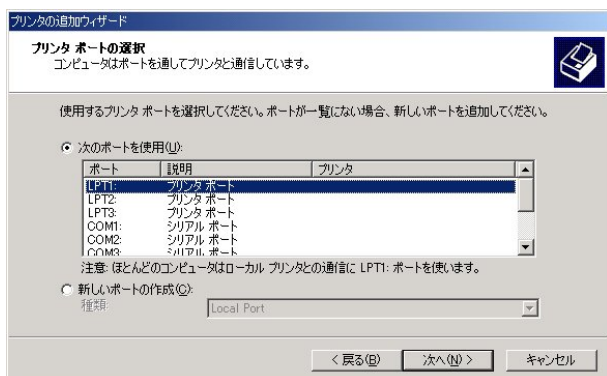 プリンタの追加ウィザード
プリンタ ポートの選択
コンピュータはポートを通してプリンタと通信しています。
使用するプリンタ ポートを選択してください。ポートが一覧にない場合、新しいポートを追加してください。
次のポートを使用(U):
ポート 説明 プリンタ
LPT1: プリンタ ポート
LPT2: プリンタ ポート
LPT3: プリンタ ポート
COM1: シリアル ポート
COM2: シリアル ポート
COM3: シリアル ポート
注意: ほとんどのコンピュータはローカル プリンタとの通信に LPT1: ポートを使います。
新しいポートの作成(C):
種類: Local Port
< 戻る(B) 次へ(N) > キャンセル